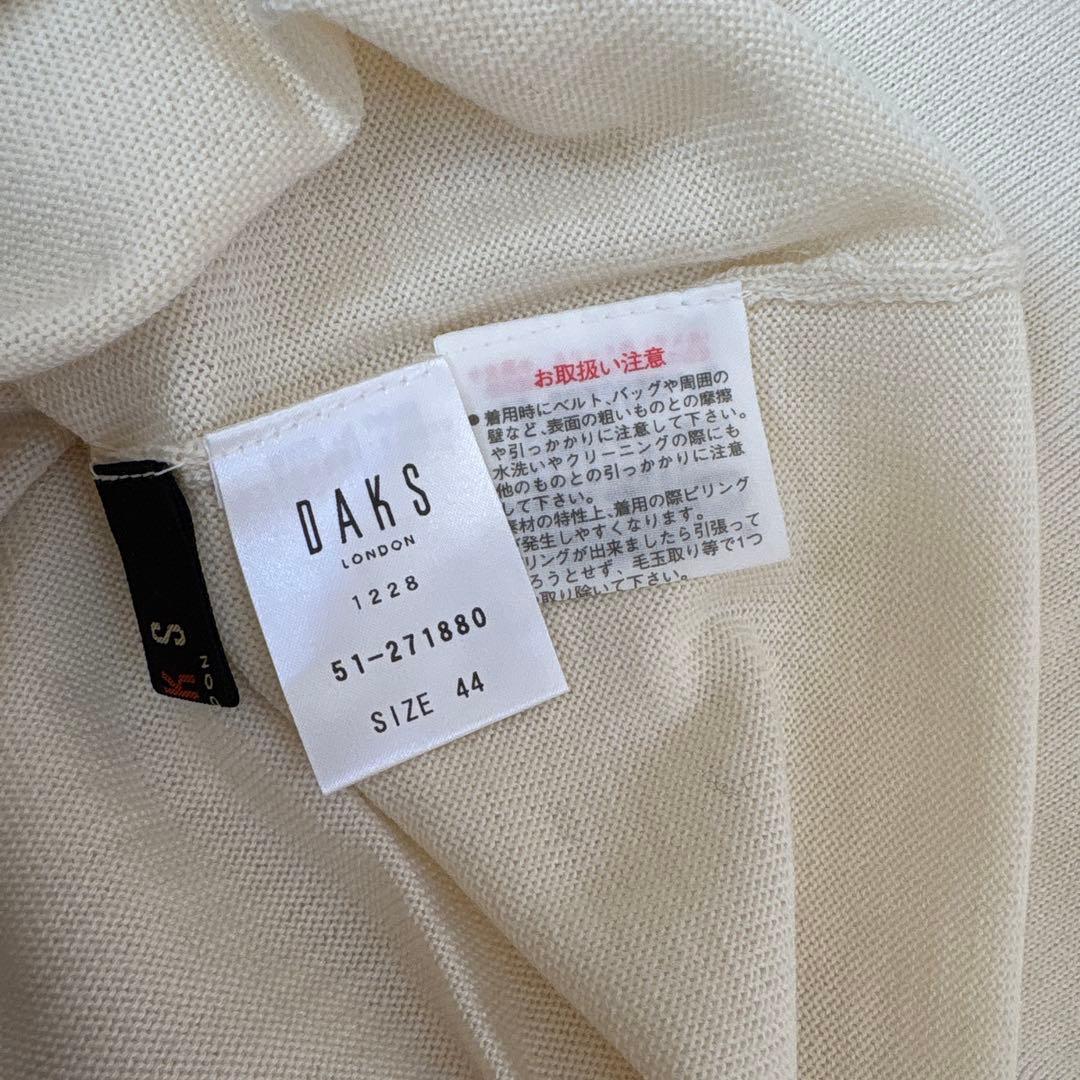 DAKS
LONDON
1228
51-271880
SIZE 44
お取扱い注意
●着用時にベルト、バッグや周囲の
壁など、表面の粗いものとの摩擦
や引っかかりに注意して下さい。
水洗いやクリーニングの際にも
他のものとの引っかかりに注意
して下さい。
素材の特性上、着用の際ピリング
が発生しやすくなります。
リングが出来ましたら引張って
ろうとせず、毛玉取り等で1つ
取り除いて下さい。
S